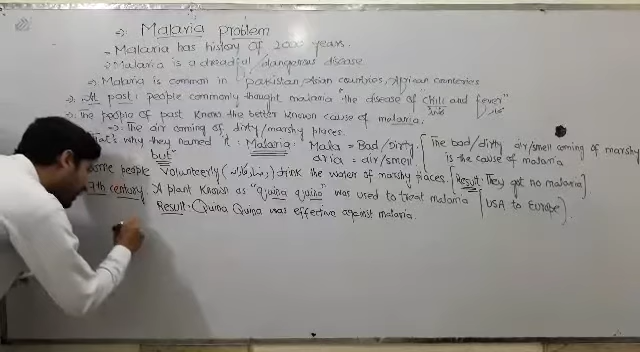 -: Malaria problem
- Malaria has history of 2000 years.
-: Malaria is a dreadful/dangerous disease
-: Malaria is common in pakistan, Asian countries, African countries
-: At past: people commonly thought malaria "the disease of chill and fever"
-: The people of past know the better known cause of malaria,
-: The air coming of dirty/marshy places.
That's why they named "it: Malaria: Mala = Bad/Dirty. [ The bad/dirty air/smell coming of marshy
but" aria = air/smell. is the cause of malaria
some people volunteerly ( ) drink the water of marshy places. [Result: They got no malaria]
17th century. A plant known as "quina quina" was used to treat malaria [USA to Europe].
Result: Quina Quina was effective against malaria.